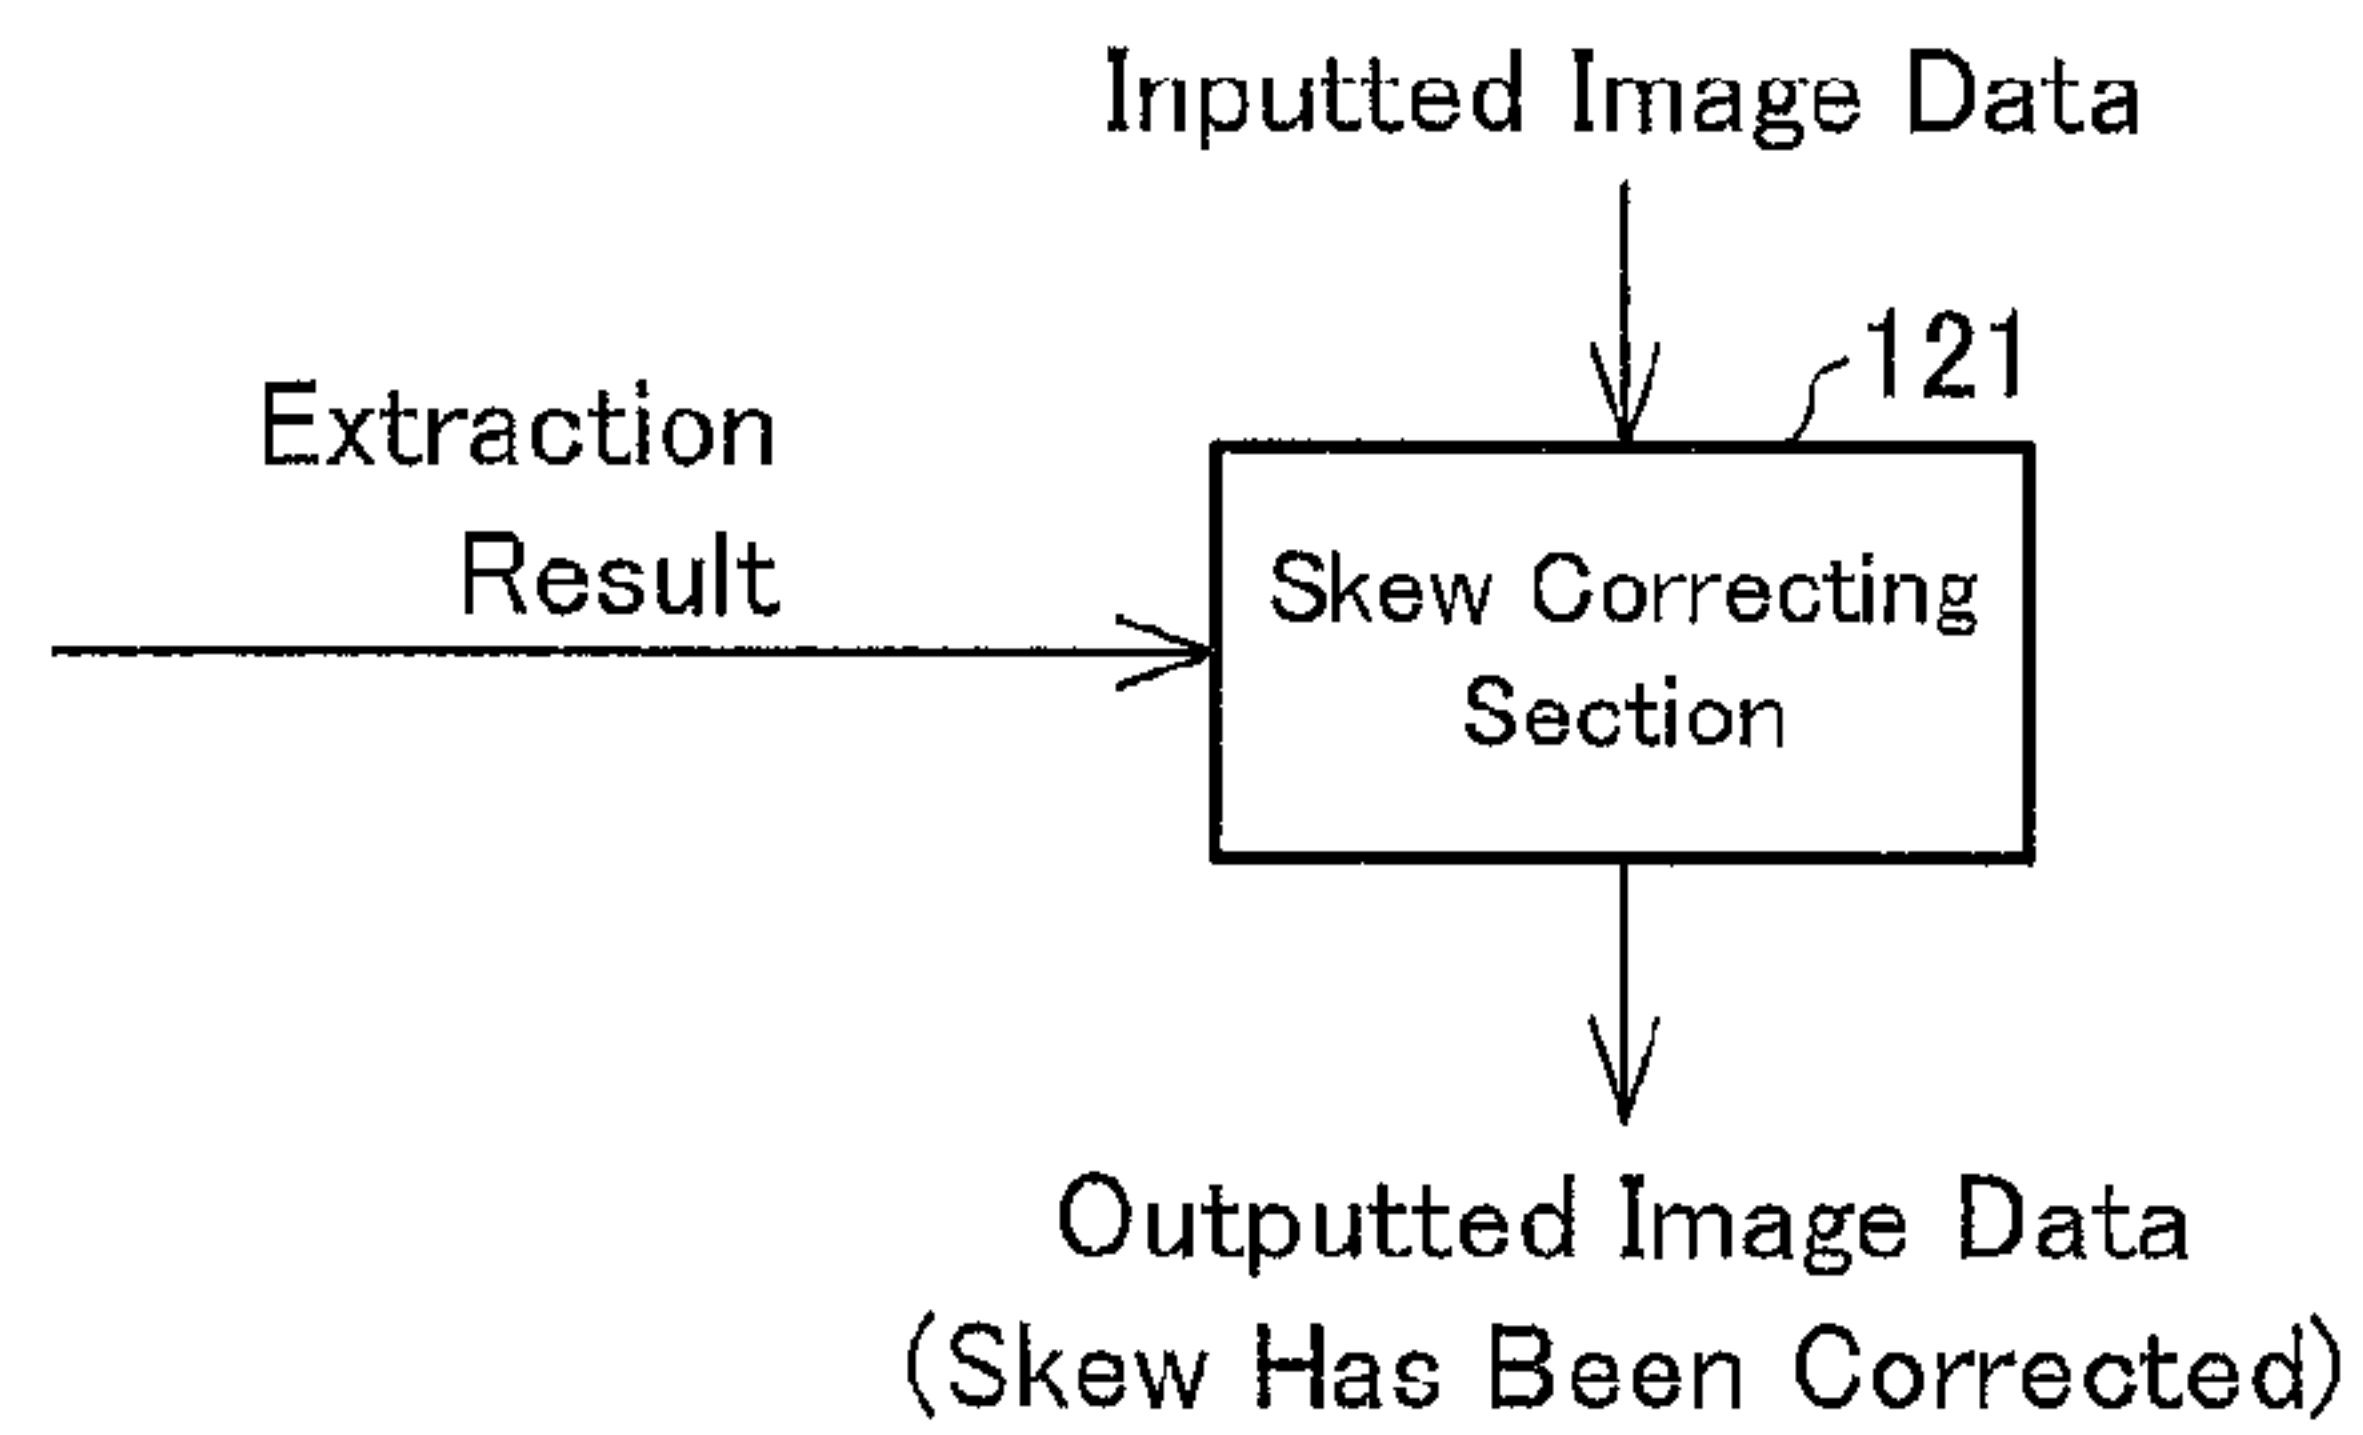 Inputted Image Data
121
Extraction
Result
Skew Correcting
Section
Outputted Image Data
(Skew Has Been Corrected)